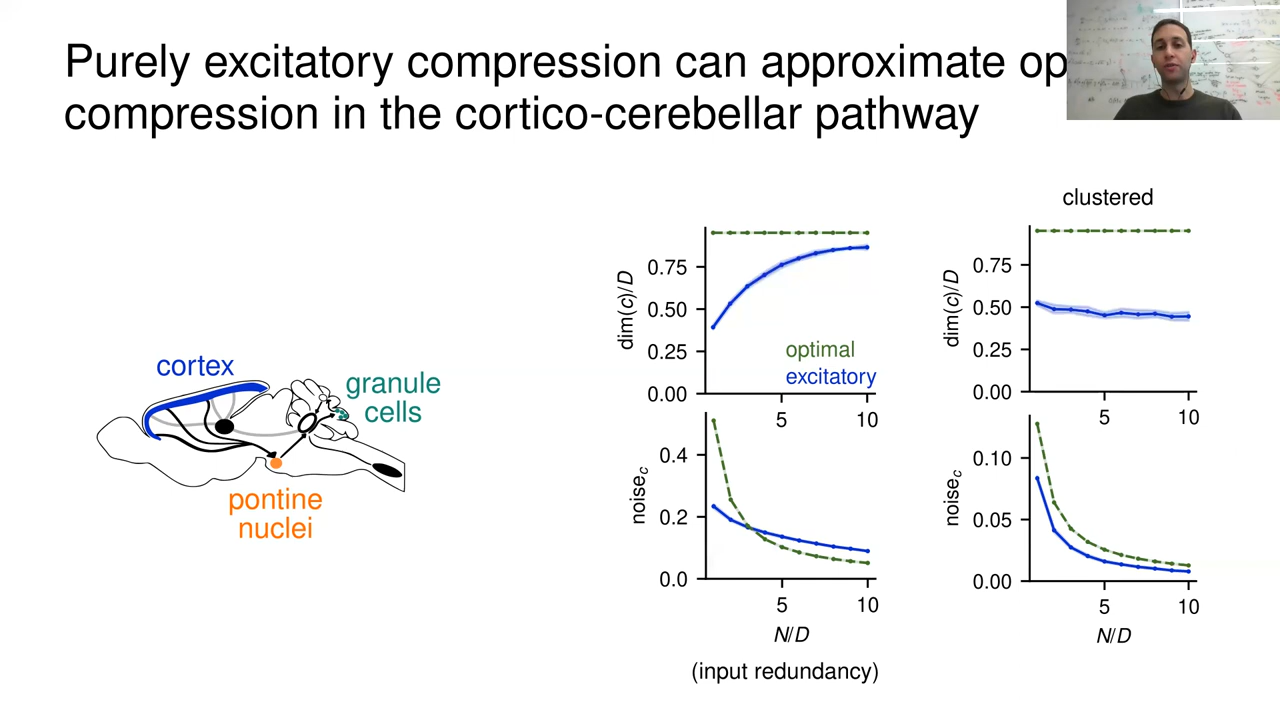 Purely excitatory compression can approximate op
compression in the cortico-cerebellar pathway
cortex
granule
cells
pontine
nuclei
dim(c)/D
0.75
0.50
0.25
0.00
optimal
excitatory
5
10
noisec
0.4
0.2
0.0
5
10
N/D
(input redundancy)
clustered
dim(c)/D
0.75
0.50
0.25
0.00
5
10
noisec
0.10
0.05
0.00
5
10
N/D